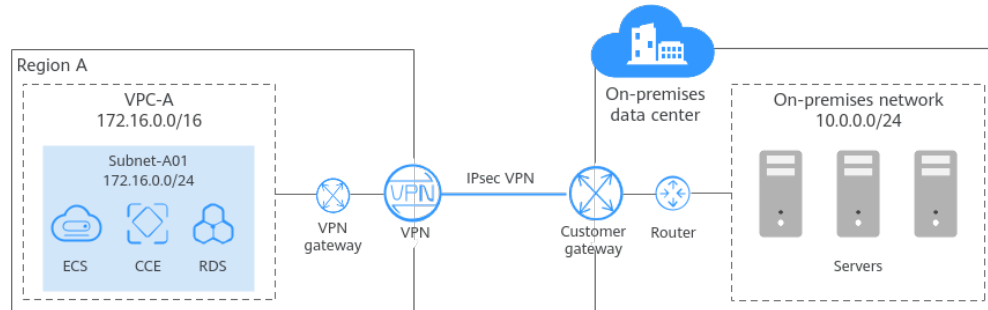 Region A
VPC-A
172.16.0.0/16
Subnet-A01
172.16.0.0/24
ECS
CCE
RDS
VPN
gateway
VPN
VPN
IPsec VPN
On-premises
data center
Customer
gateway
Router
On-premises network
10.0.0.0/24
Servers